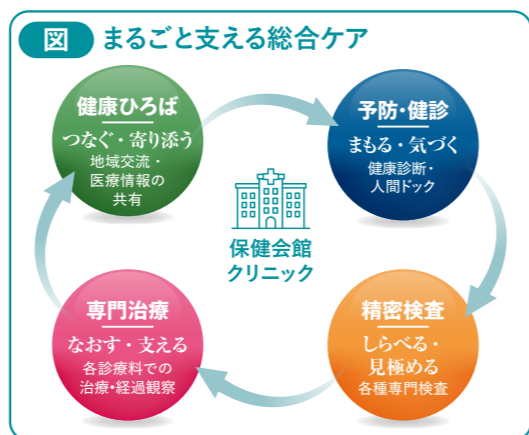 図 まるごと支える総合ケア
健康ひろば
つなぐ・寄り添う
地域交流・
医療情報の
共有
予防・健診
まもる・気づく
健康診断・
人間ドック
保健会館
クリニック
専門治療
なおす・支える
各診療料での
治療・経過観察
精密検査
しらべる・
見極める
各種専門検査